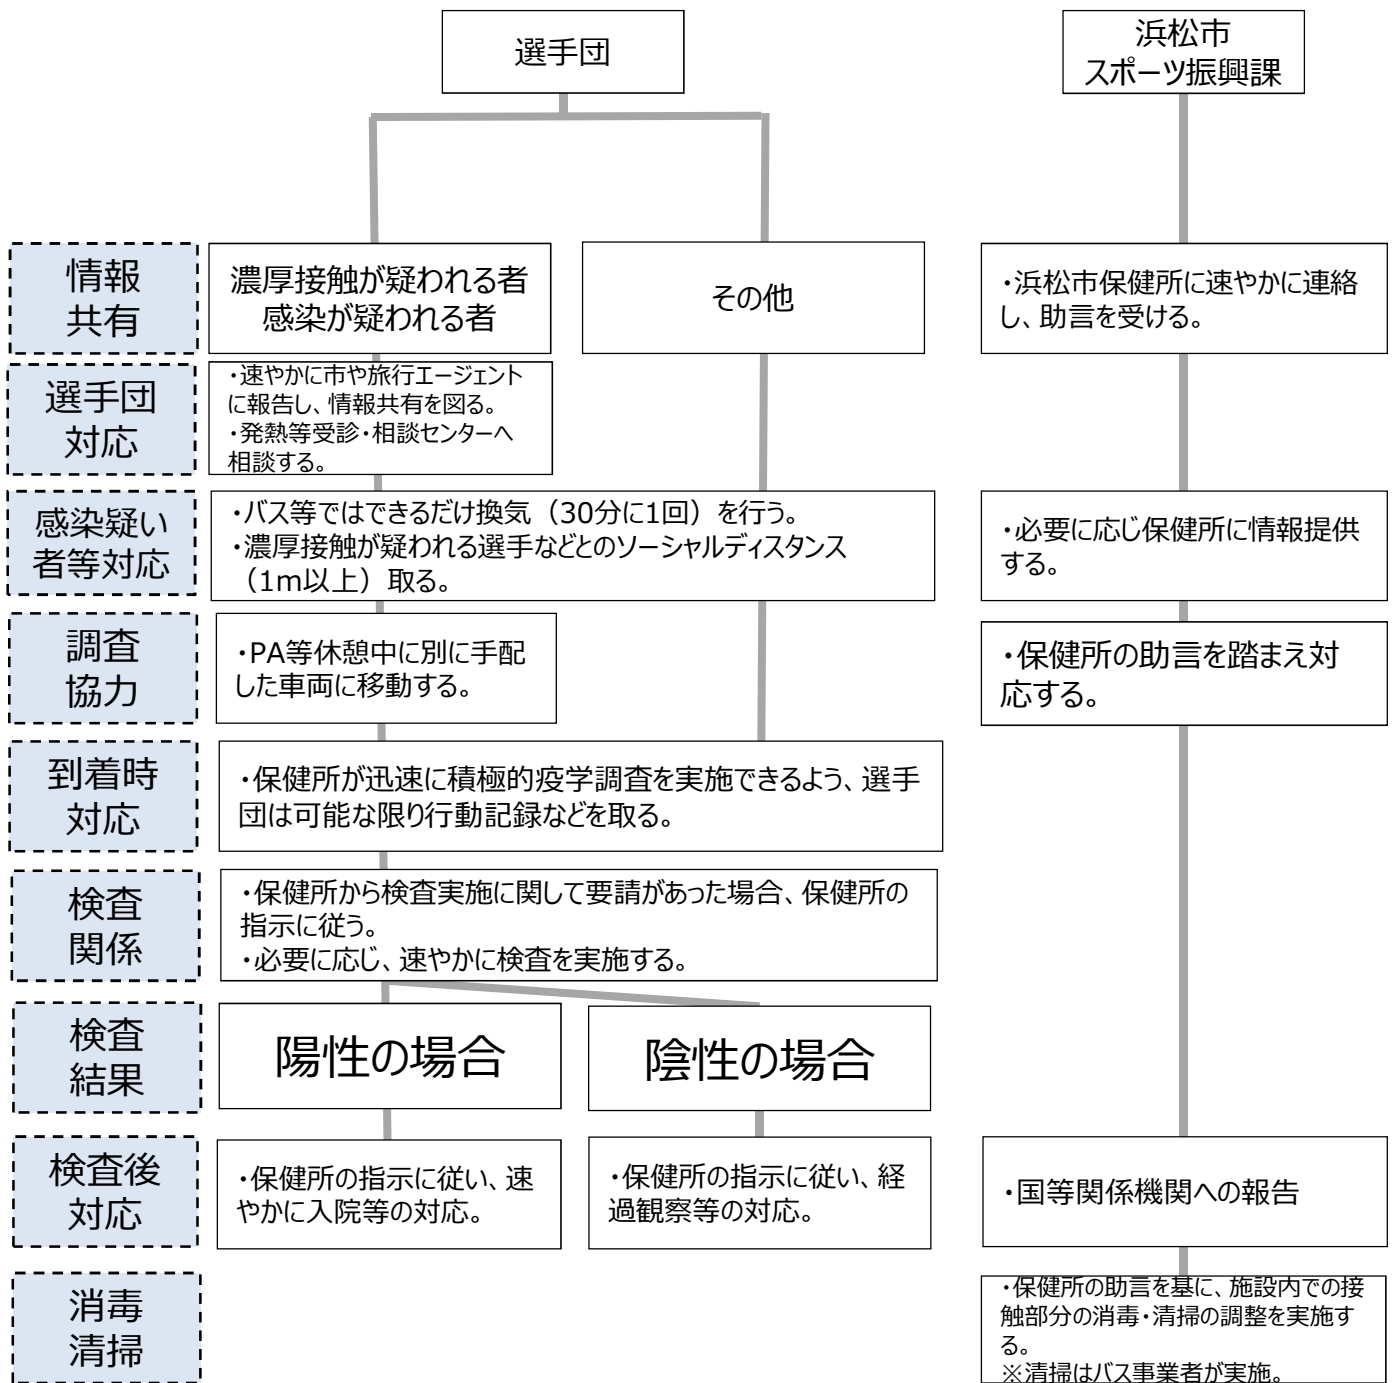 選手団
浜松市
スポーツ振興課
情報
共有
濃厚接触が疑われる者
感染が疑われる者
その他
・浜松市保健所に速やかに連絡
し、助言を受ける。
選手団
対応
・速やかに市や旅行エージェント
に報告し、情報共有を図る。
・発熱等受診・相談センターへ
相談する。
感染疑い
者等対応
・バス等ではできるだけ換気（30分に1回）を行う。
・濃厚接触が疑われる選手などとのソーシャルディスタンス
（1m以上）取る。
・必要に応じ保健所に情報提供
する。
調査
協力
・PA等休憩中に別に手配
した車両に移動する。
・保健所の助言を踏まえ対
応する。
到着時
対応
・保健所が迅速に積極的疫学調査を実施できるよう、選手
団は可能な限り行動記録などを取る。
検査
関係
・保健所から検査実施に関して要請があった場合、保健所の
指示に従う。
・必要に応じ、速やかに検査を実施する。
検査
結果
陽性の場合
陰性の場合
検査後
対応
・保健所の指示に従い、速
やかに入院等の対応。
・保健所の指示に従い、経
過観察等の対応。
・国等関係機関への報告
消毒
清掃
・保健所の助言を基に、施設内での接
触部分の消毒・清掃の調整を実施す
る。
※清掃はバス事業者が実施。